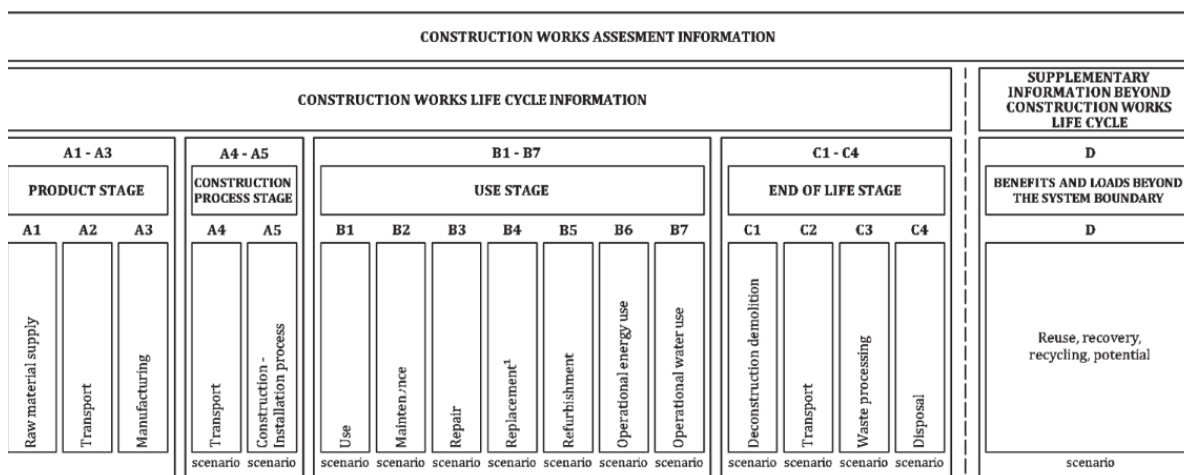 CONSTRUCTION WORKS ASSESMENT INFORMATION
CONSTRUCTION WORKS LIFE CYCLE INFORMATION
SUPPLEMENTARY
INFORMATION BEYOND
CONSTRUCTION WORKS
LIFE CYCLE
A1 - A3
A4 - A5
B1 - B7
C1 - C4
D
PRODUCT STAGE
CONSTRUCTION
PROCESS STAGE
USE STAGE
END OF LIFE STAGE
BENEFITS AND LOADS BEYOND
THE SYSTEM BOUNDARY
A1
A2
A3
A4
A5
B1
B2
B3
B4
B5
B6
B7
C1
C2
C3
C4
D
Raw material supply
Transport
Manufacturing
Transport
Construction -
Installation process
Use
Maintenance
Repair
Replacement¹
Refurbishment
Operational energy use
Operational water use
Deconstruction demolition
Transport
Waste processing
Disposal
Reuse, recovery,
recycling, potential
scenario
scenario
scenario
scenario
scenario
scenario
scenario
scenario
scenario
scenario
scenario
scenario
scenario
scenario